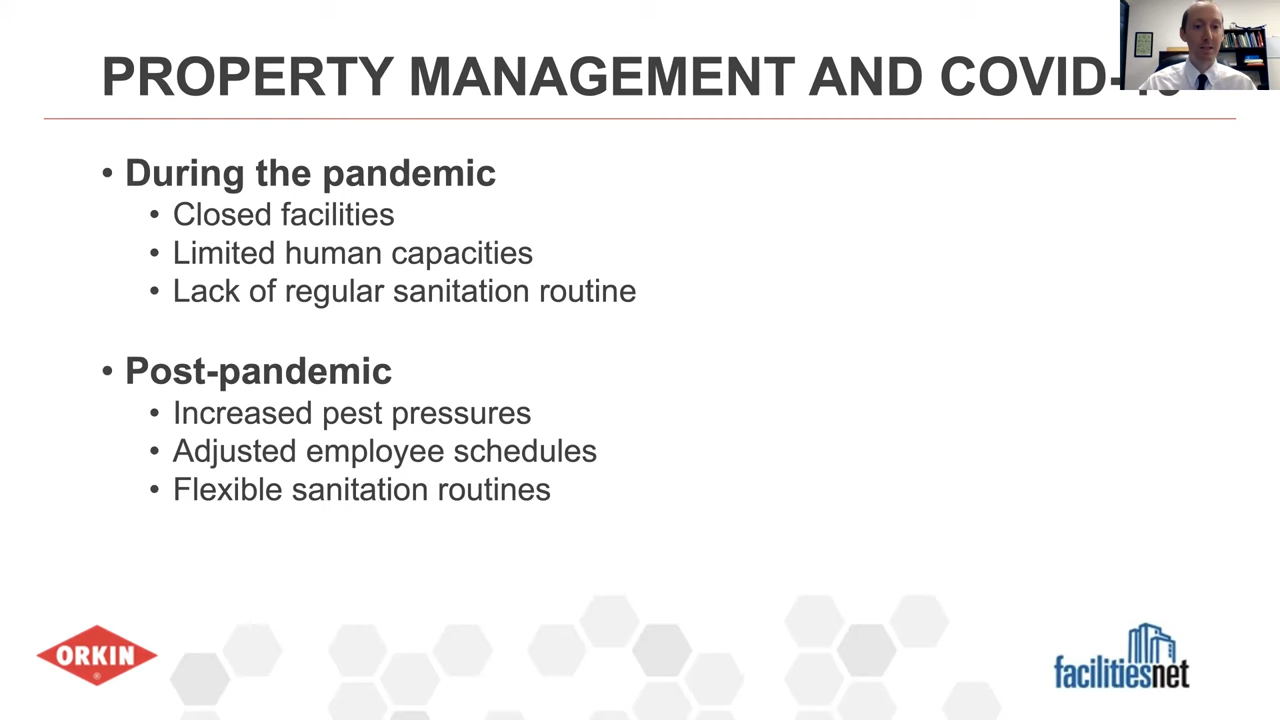 PROPERTY MANAGEMENT AND COVID-
• During the pandemic
• Closed facilities
• Limited human capacities
• Lack of regular sanitation routine
• Post-pandemic
• Increased pest pressures
• Adjusted employee schedules
• Flexible sanitation routines
ORKIN
®
facilitiesnet